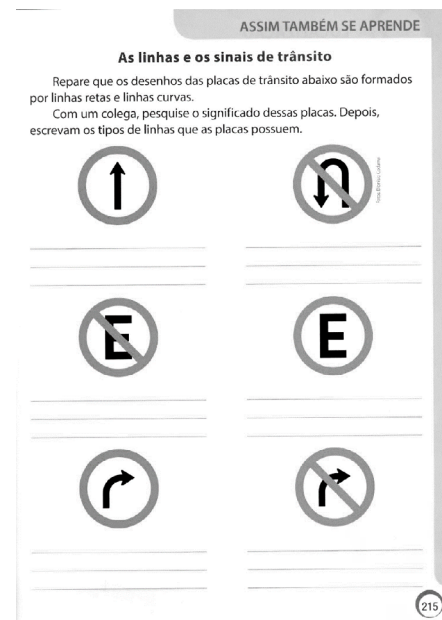 ASSIM TAMBÉM SE APRENDE
As linhas e os sinais de trânsito
Repare que os desenhos das placas de trânsito abaixo são formados
por linhas retas e linhas curvas.
Com um colega, pesquise o significado dessas placas. Depois,
escrevam os tipos de linhas que as placas possuem.
E
E
215